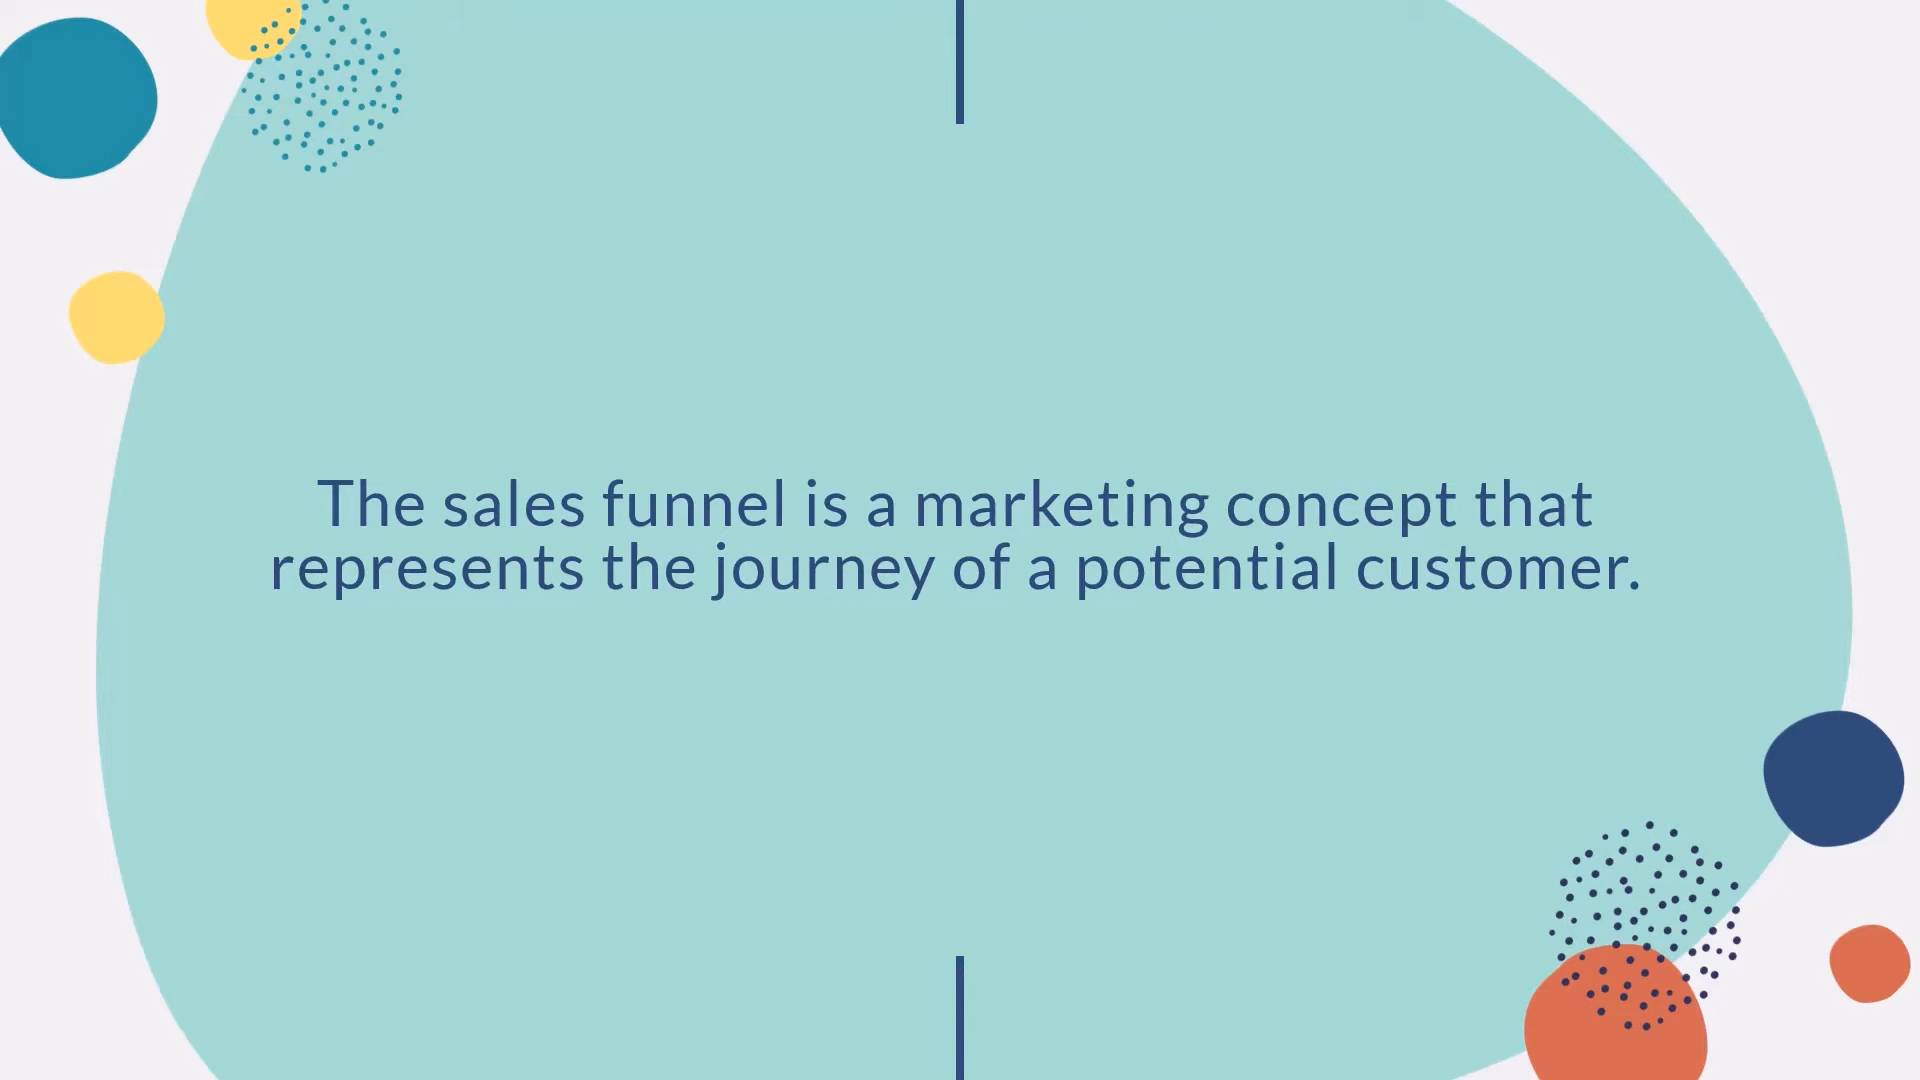 The sales funnel is a marketing concept that
represents the journey of a potential customer.